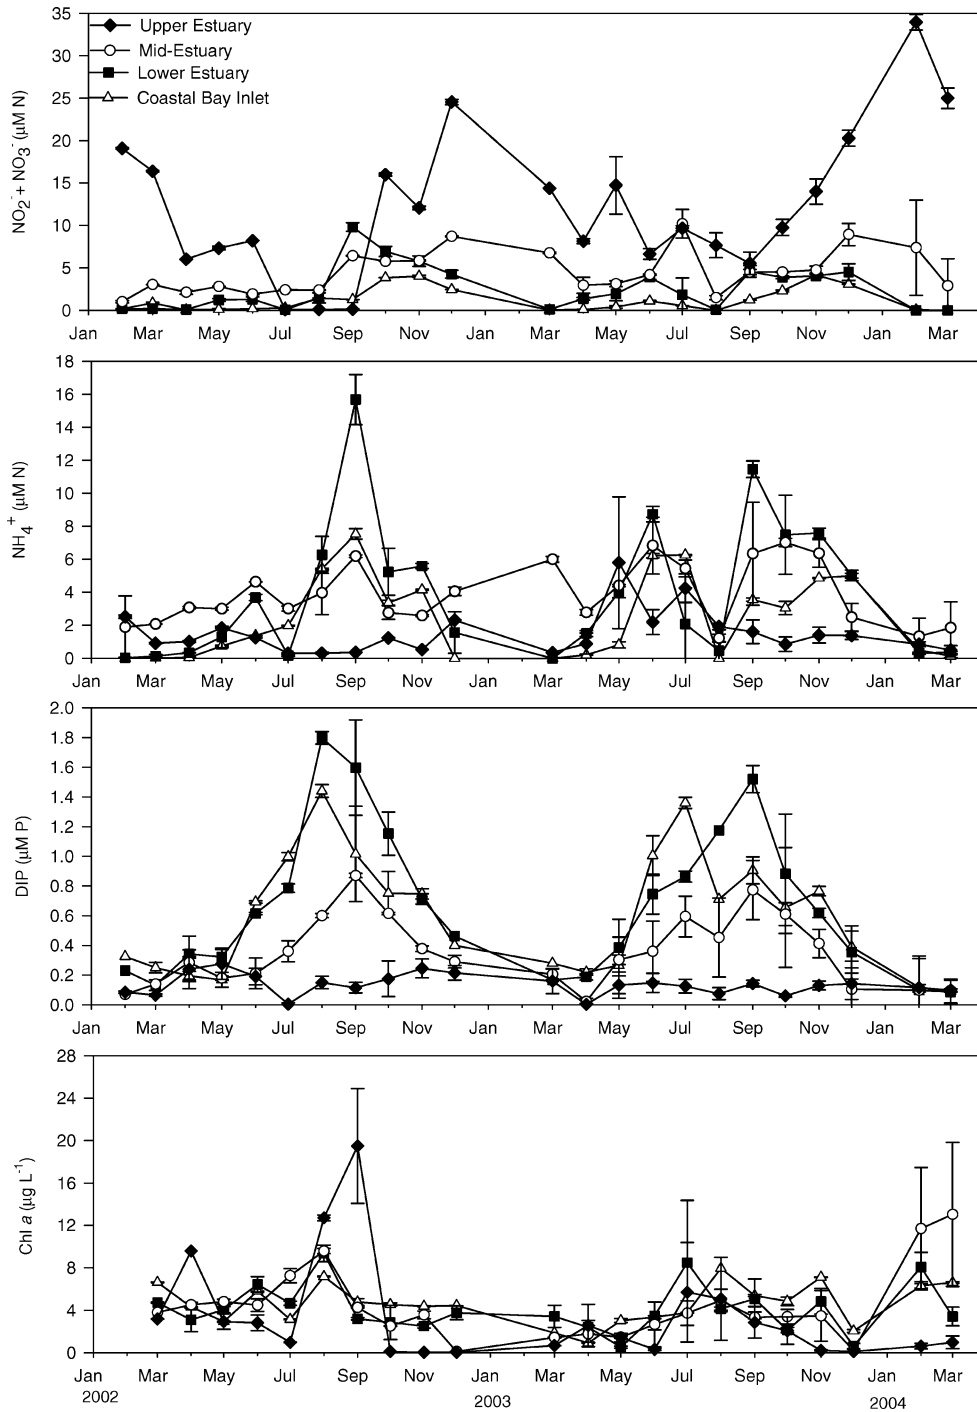 35
30
25
20
15
10
5
0
NO₂⁻ + NO₃⁻ (μM N)
Upper Estuary
Mid-Estuary
Lower Estuary
Coastal Bay Inlet
Jan Mar May Jul Sep Nov Jan Mar May Jul Sep Nov Jan Mar
18
16
14
12
10
8
6
4
2
0
NH₄⁺ (μM N)
Jan Mar May Jul Sep Nov Jan Mar May Jul Sep Nov Jan Mar
2.0
1.8
1.6
1.4
1.2
1.0
0.8
0.6
0.4
0.2
0.0
DIP (μM P)
Jan Mar May Jul Sep Nov Jan Mar May Jul Sep Nov Jan Mar
28
24
20
16
12
8
4
0
Chl a (μg L⁻¹)
Jan Mar May Jul Sep Nov Jan Mar May Jul Sep Nov Jan Mar
2002 2003 2004